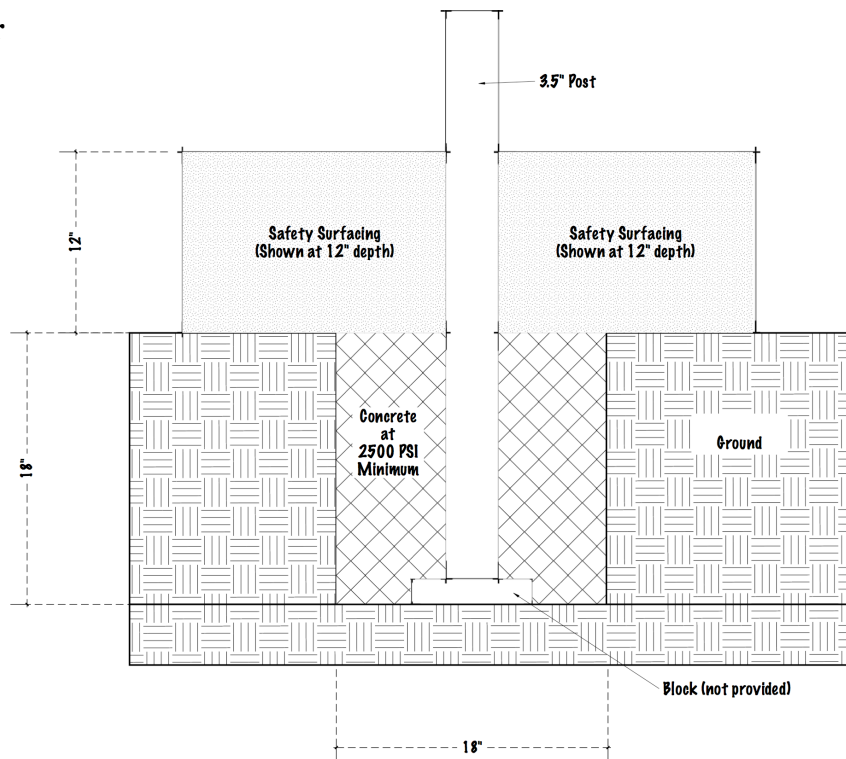 3.5" Post
12"
Safety Surfacing
(Shown at 12" depth)
Safety Surfacing
(Shown at 12" depth)
18"
Concrete
at
2500 PSI
Minimum
Ground
Block (not provided)
18"